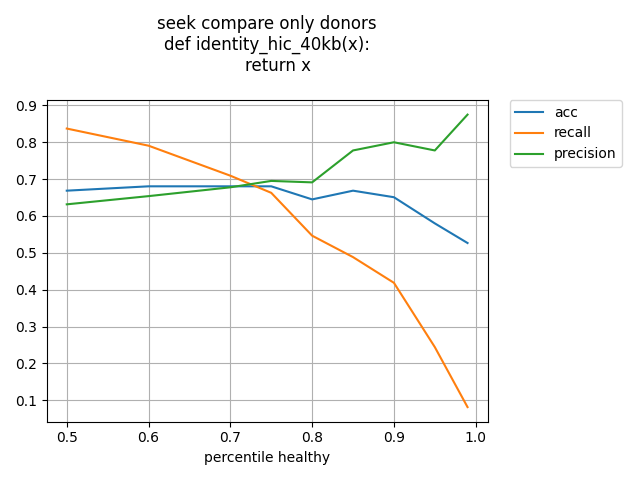 seek compare only donors
def identity_hic_40kb(x):
return x
acc
recall
precision
0.9
0.8
0.7
0.6
0.5
0.4
0.3
0.2
0.1
0.5 0.6 0.7 0.8 0.9 1.0
percentile healthy